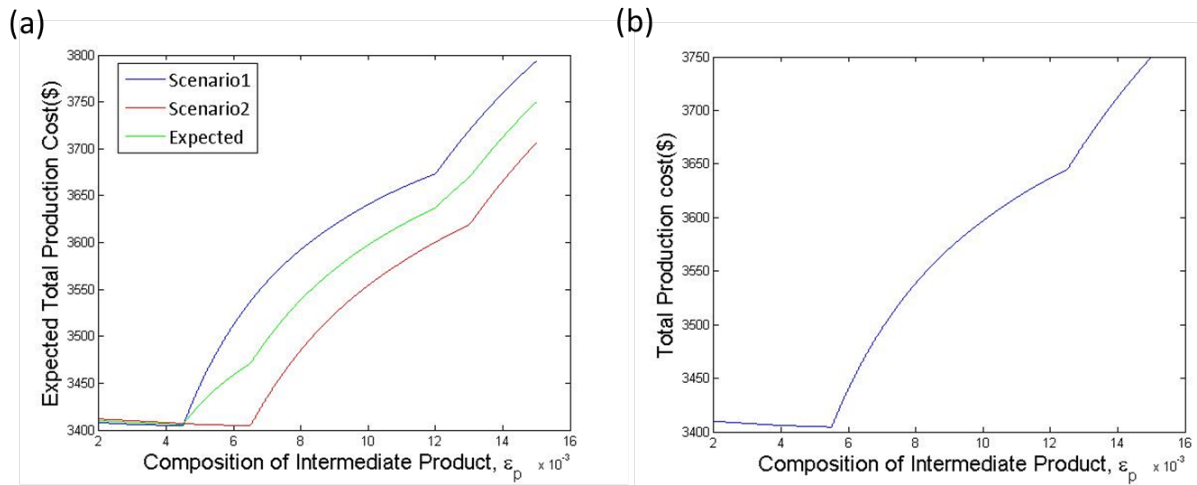 (a)
Expected Total Production Cost($)
3800
3750
3700
3650
3600
3550
3500
3450
3400
Scenario1
Scenario2
Expected
2 4 6 8 10 12 14 16
Composition of Intermediate Product, εp x 10-3
(b)
Total Production cost($)
3750
3700
3650
3600
3550
3500
3450
3400
2 4 6 8 10 12 14 16
Composition of Intermediate Product, εp x 10-3